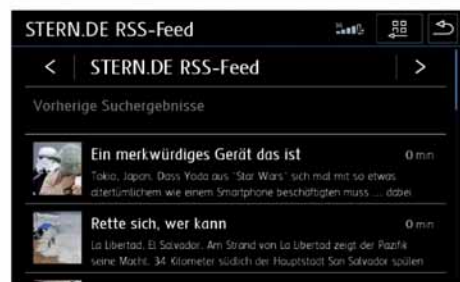 STERN.DE RSS-Feed
< STERN.DE RSS-Feed >
Vorherige Suchergebnisse
Ein merkwürdiges Gerät das ist 0 min
Tokio, Japan. Dass Yoda aus "Star Wars" sich mal mit so etwas
altertümlichem wie einem Smartphone beschäftigten muss ... dabei
Rette sich, wer kann 0 min
La Libertad, El Salvador. Am Strand von La Libertad zeigt der Pazifik
seine Macht. 34 Kilometer südlich der Hauptstadt San Salvador spülen